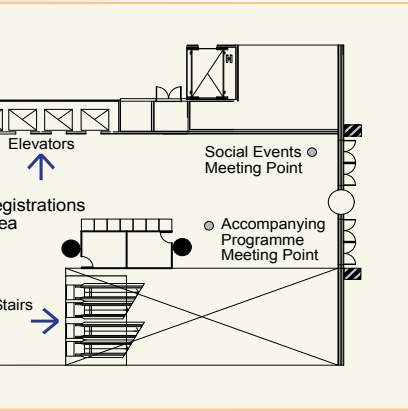 Elevators
Social Events
Meeting Point
egistrations
ea
Accompanying
Programme
Meeting Point
Stairs